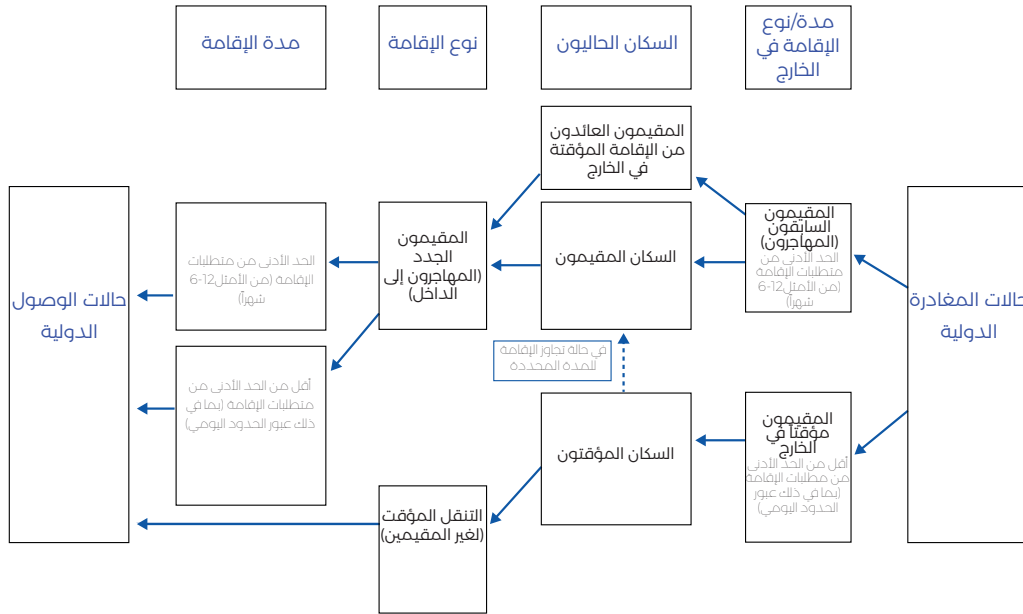 مدة/نوع
الإقامة في
الخارج
السكان الحاليون
نوع الإقامة
مدة الإقامة
المقيمون العائدون
من الإقامة المؤقتة
في الخارج
حالات المغادرة
الدولية
المقيمون
السابقون
(المهاجرون)
الحد الأدنى من
متطلبات الإقامة
(من الأمثل12-6
شهراً)
السكان المقيمون
المقيمون
الجدد
(المهاجرون إلى
الداخل)
الحد الأدنى من متطلبات
الإقامة (من الأمثل12-6
شهراً)
حالات الوصول
الدولية
في حالة تجاوز الإقامة
للمدة المحددة
أقل من الحد الأدنى من
متطلبات الإقامة (بما في
ذلك عبور الحدود اليومي)
المقيمون
مؤقتاً في
الخارج
أقل من الحد الأدنى
من مطلبات الإقامة
(بما في ذلك عبور
الحدود اليومي)
السكان المؤقتون
التنقل المؤقت
(لغير المقيمين)